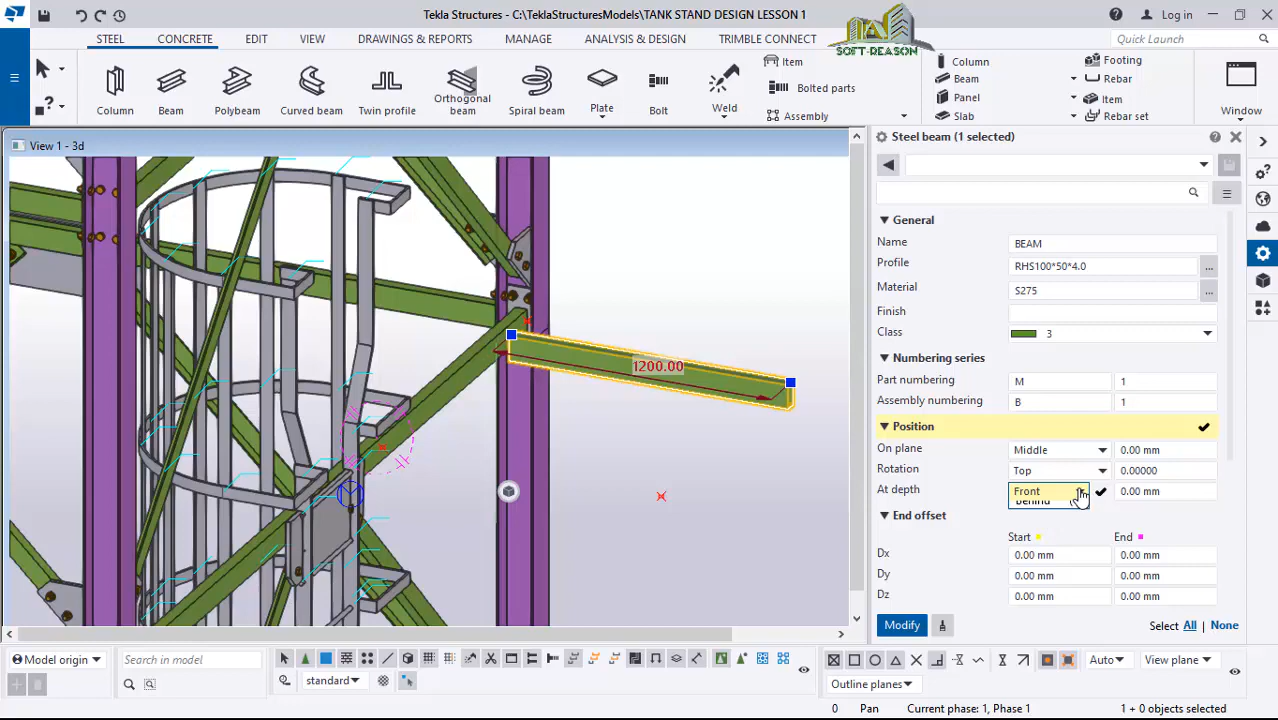 Tekla Structures - C:\TeklaStructuresModels\TANK STAND DESIGN LESSON 1
Log in
SOFT-REASON
STEEL CONCRETE EDIT VIEW DRAWINGS & REPORTS MANAGE ANALYSIS & DESIGN TRIMBLE CONNECT
Quick Launch
Column
Beam
Polybeam
Curved beam
Twin profile
Orthogonal
beam
Spiral beam
Plate
Bolt
Weld
Item
Bolted parts
Assembly
Column
Beam
Panel
Slab
Footing
Rebar
Item
Rebar set
Window
View 1 - 3d
1200.00
Steel beam (1 selected)
General
Name BEAM
Profile RHS100*50*4.0 ...
Material S275 ...
Finish
Class 3
Numbering series
Part numbering M 1
Assembly numbering B 1
Position
On plane Middle 0.00 mm
Rotation Top 0.00000
At depth Front 0.00 mm
Behind
End offset
Start End
Dx 0.00 mm 0.00 mm
Dy 0.00 mm 0.00 mm
Dz 0.00 mm 0.00 mm
Modify Select All | None
Model origin Search in model
standard
Auto View plane
Outline planes
0 Pan Current phase: 1, Phase 1 1 + 0 objects selected